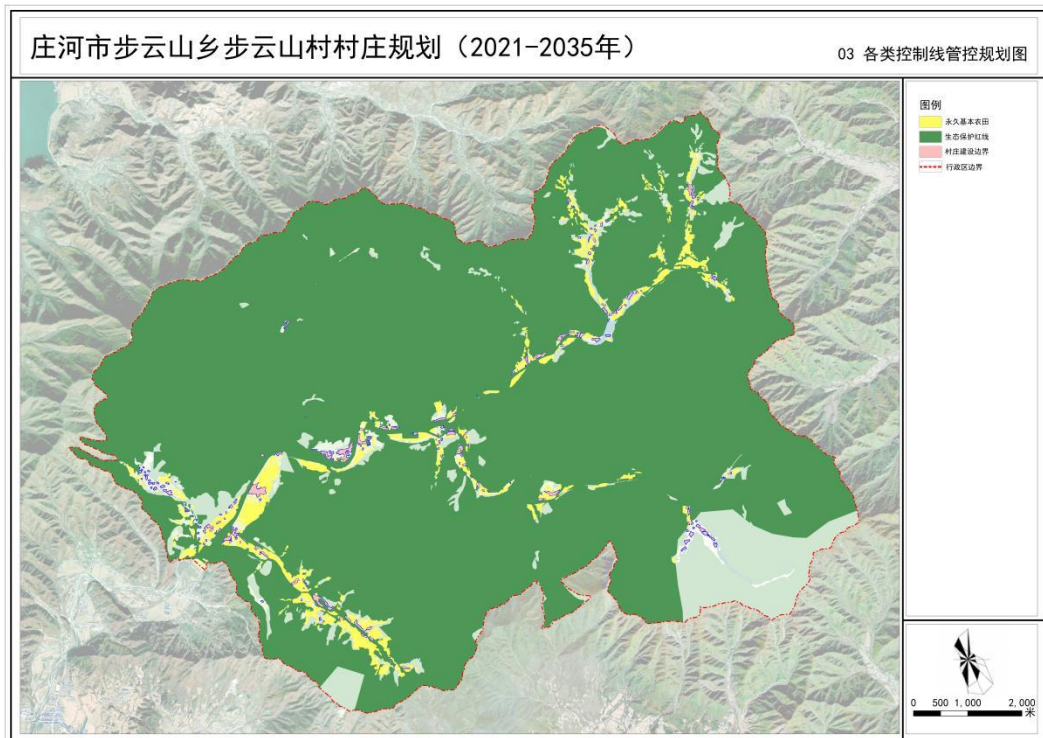 庄河市步云山乡步云山村村庄规划（2021-2035年）
03 各类控制线管控规划图
图例
永久基本农田
生态保护红线
村庄建设边界
行政区边界
0 500 1,000 2,000
米